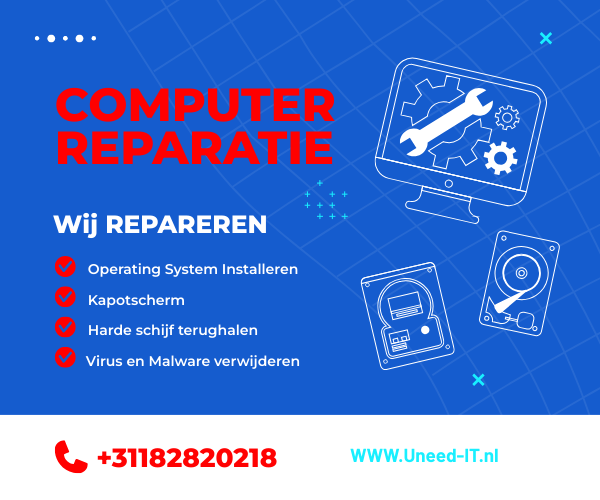 COMPUTER
REPARATIE
Wij REPAREREN
Operating System Installeren
Kapotscherm
Harde schijf terughalen
Virus en Malware verwijderen
+31182820218
WWW.Uneed-IT.nl